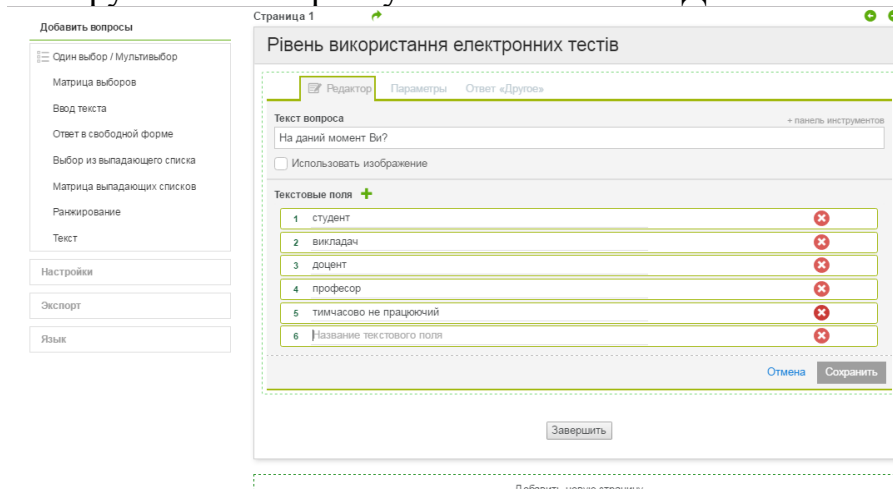 Добавить вопросы
Один выбор / Мультивыбор
Матрица выборов
Ввод текста
Ответ в свободной форме
Выбор из выпадающего списка
Матрица выпадающих списков
Ранжирование
Текст
Настройки
Экспорт
Язык
Страница 1
Рівень використання електронних тестів
Редактор Параметры Ответ «Другое»
Текст вопроса + панель инструментов
На даний момент Ви?
Использовать изображение
Текстовые поля +
1 студент
2 викладач
3 доцент
4 професор
5 тимчасово не працюючий
6 Название текстового поля
Отмена Сохранить
Завершить
Добавить новую страницу